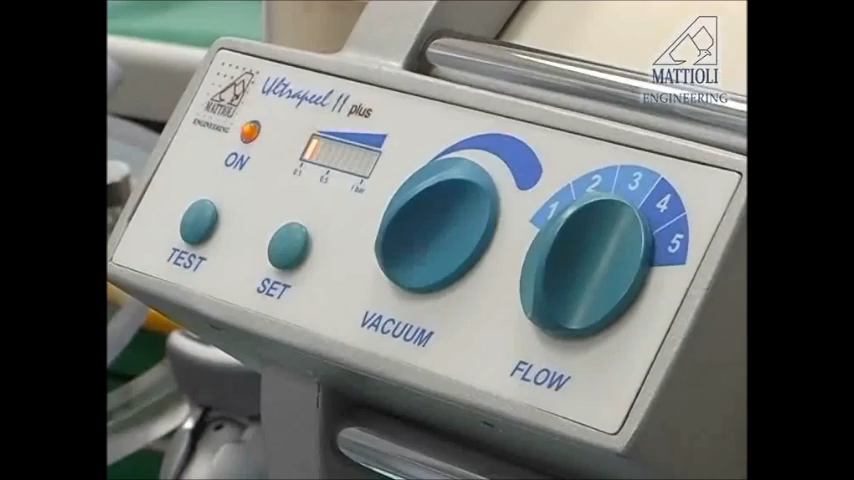 MATTIOLI
ENGINEERING
MATTIOLI
ENGINEERING
Ultrapeel II plus
ON
0.1 0.5 1 bar
TEST
SET
VACUUM
1 2 3 4 5
FLOW